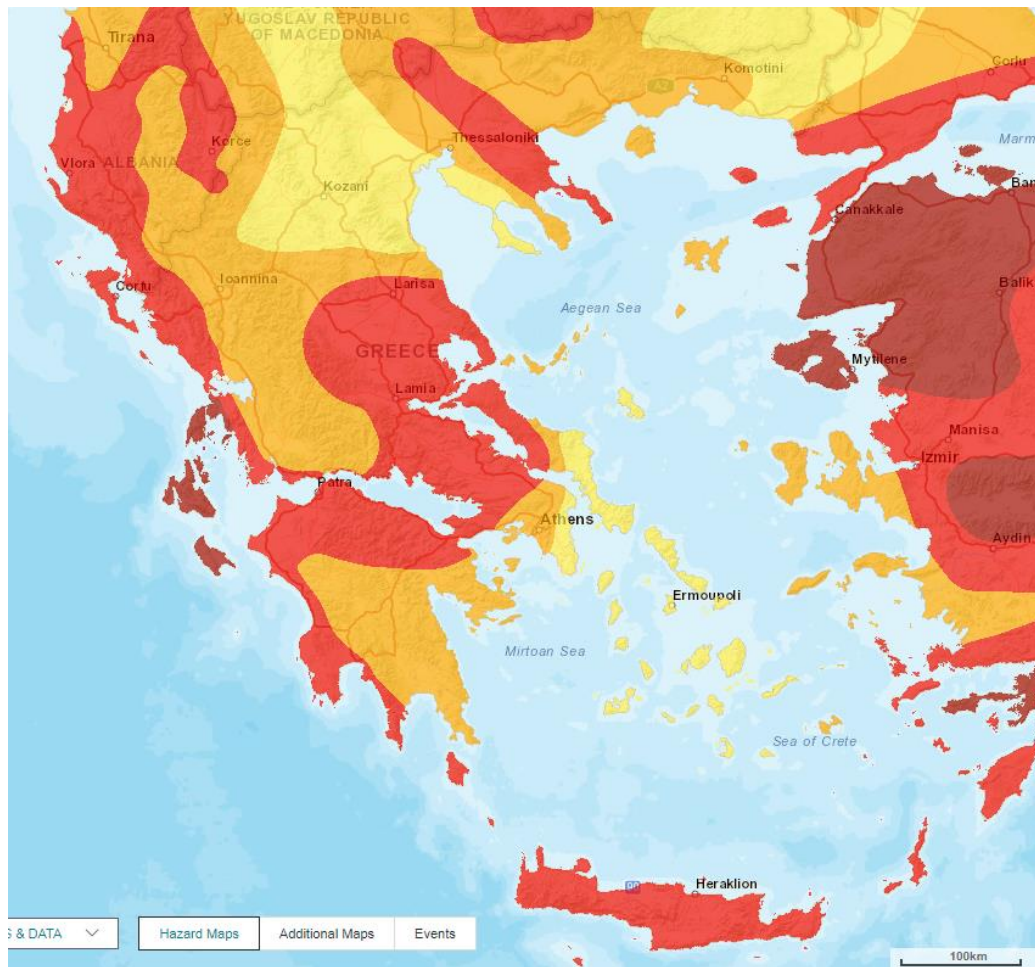 YUGOSLAV REPUBLIC
OF MACEDONIA
Tirana
Komotini
A2
Corlu
Thessaloniki
Marm
Korce
Vlora
ALBANIA
Kozani
Ban
Canakkale
Ioannina
Corfu
Larisa
Balik
Aegean Sea
GREECE
Mytilene
Lamia
Manisa
Izmir
Patra
Athens
Aydin
Ermoupoli
Mirtoan Sea
Sea of Crete
90
Heraklion
S & DATA
Hazard Maps
Additional Maps
Events
100km